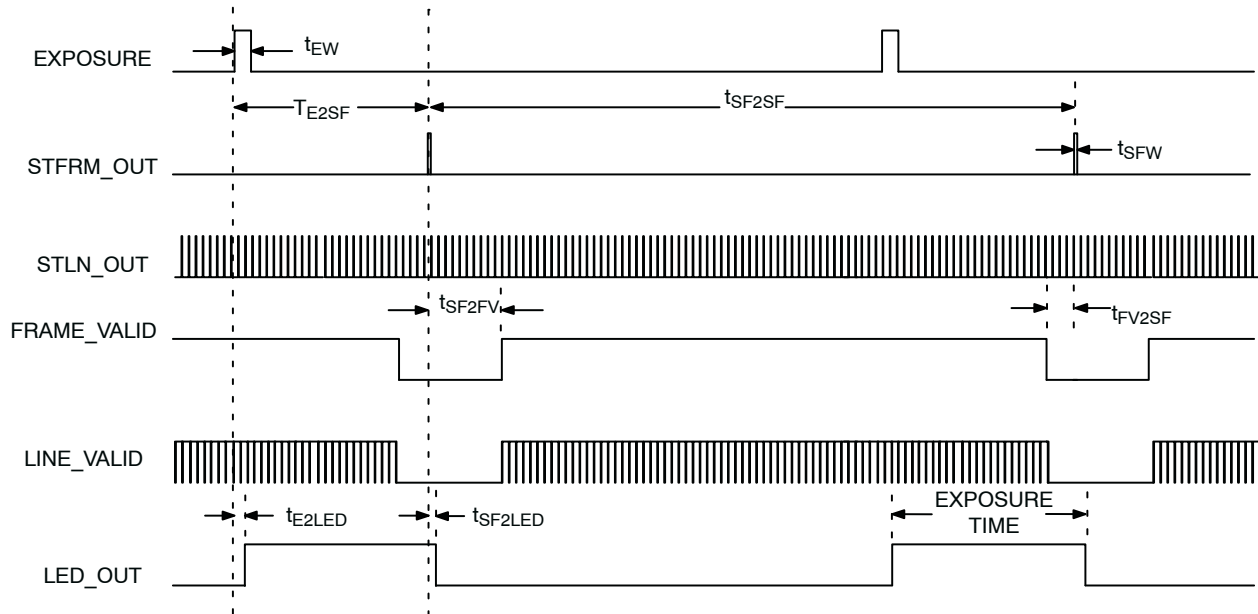 EXPOSURE
tEW
TE2SF
tSF2SF
STFRM_OUT
tSFW
STLN_OUT
tSF2FV
FRAME_VALID
tFV2SF
LINE_VALID
EXPOSURE
TIME
tE2LED
tSF2LED
LED_OUT